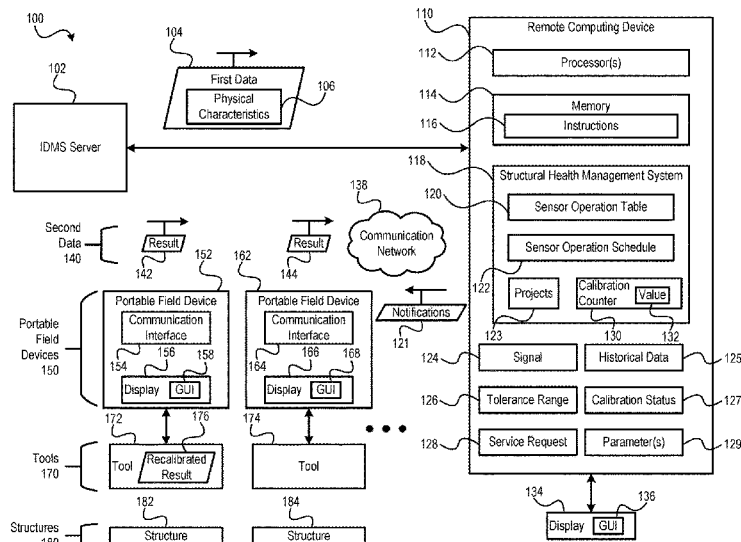 100
102
IDMS Server
104
First Data
Physical
Characteristics
106
110
Remote Computing Device
112
Processor(s)
114
Memory
116
Instructions
118
Structural Health Management System
120
Sensor Operation Table
Sensor Operation Schedule
122
Projects
123
Calibration
Counter
Value
130
132
124
Signal
Historical Data
125
126
Tolerance Range
Calibration Status
127
128
Service Request
Parameter(s)
129
134
Display
GUI
136
138
Communication
Network
Notifications
121
Second
Data
140
Result
142
Result
144
Portable
Field
Devices
150
152
Portable Field Device
Communication
Interface
154
156
158
Display
GUI
162
Portable Field Device
Communication
Interface
164
166
168
Display
GUI
Tools
170
172
176
Tool
Recalibrated
Result
174
Tool
Structures
182
Structure
184
Structure